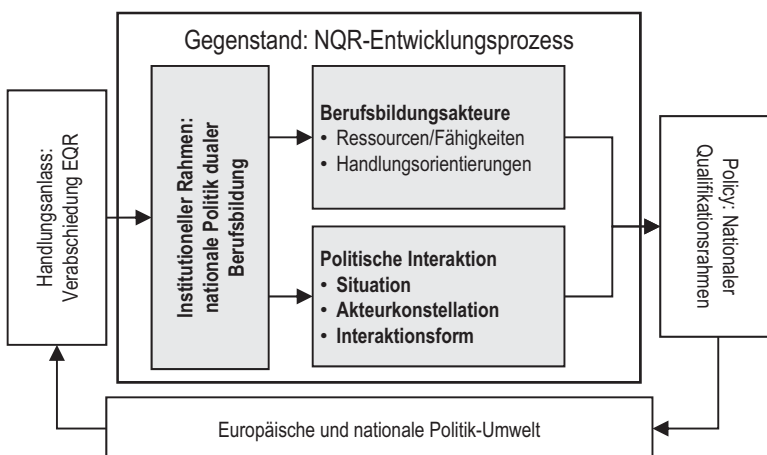 Gegenstand: NQR-Entwicklungsprozess
Handlungsanlass:
Verabschiedung EQR
Institutioneller Rahmen:
nationale Politik dualer
Berufsbildung
Berufsbildungsakteure
• Ressourcen/Fähigkeiten
• Handlungsorientierungen
Politische Interaktion
• Situation
• Akteurkonstellation
• Interaktionsform
Policy: Nationaler
Qualifikationsrahmen
Europäische und nationale Politik-Umwelt